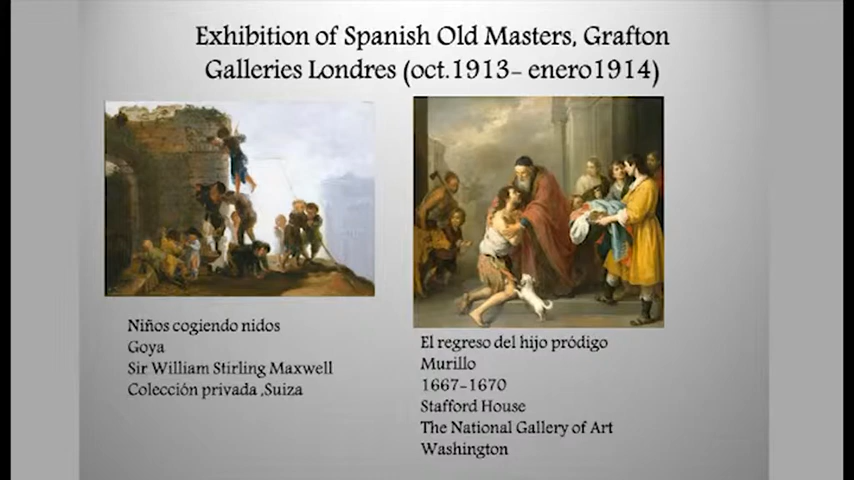 Exhibition of Spanish Old Masters, Grafton
Galleries Londres (oct.1913- enero1914)
Niños cogiendo nidos
Goya
Sir William Stirling Maxwell
Colección privada ,Suiza
El regreso del hijo pródigo
Murillo
1667-1670
Stafford House
The National Gallery of Art
Washington